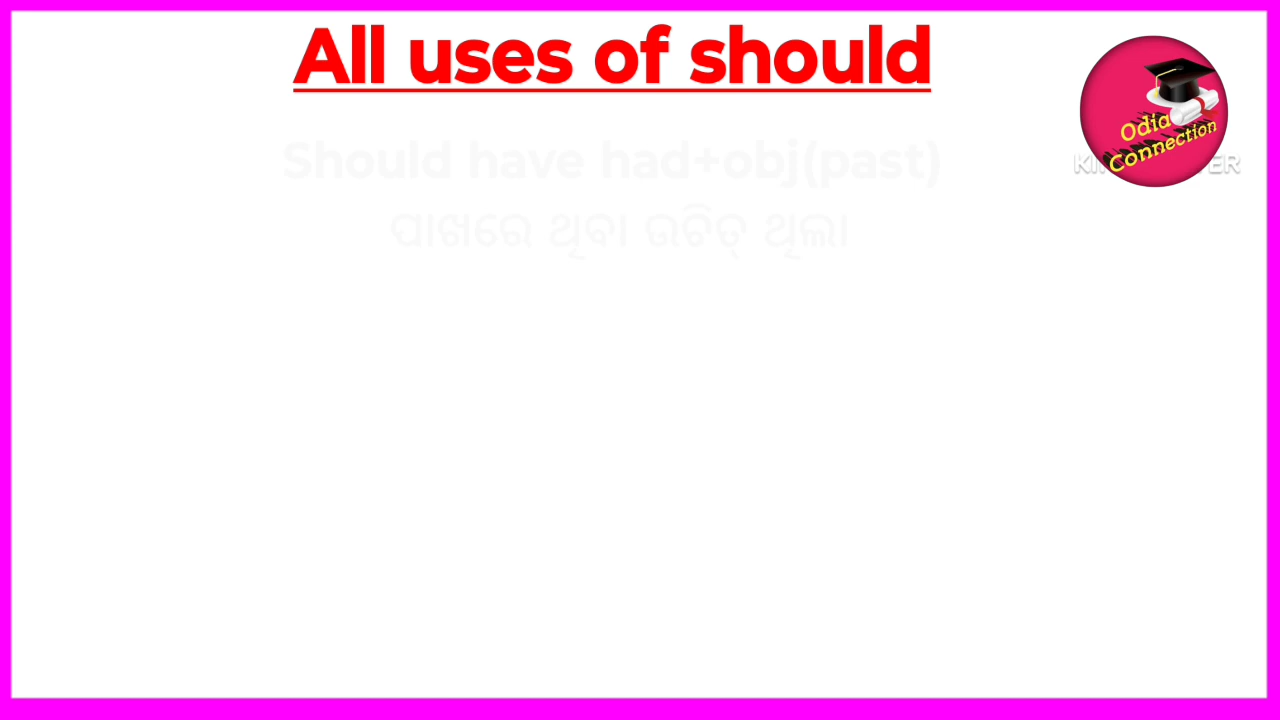 All uses of should
Should have had+obj(past)
ପାଖରେ ଥିବା ଉଚିତ୍ ଥିଲା
Odia
Connection